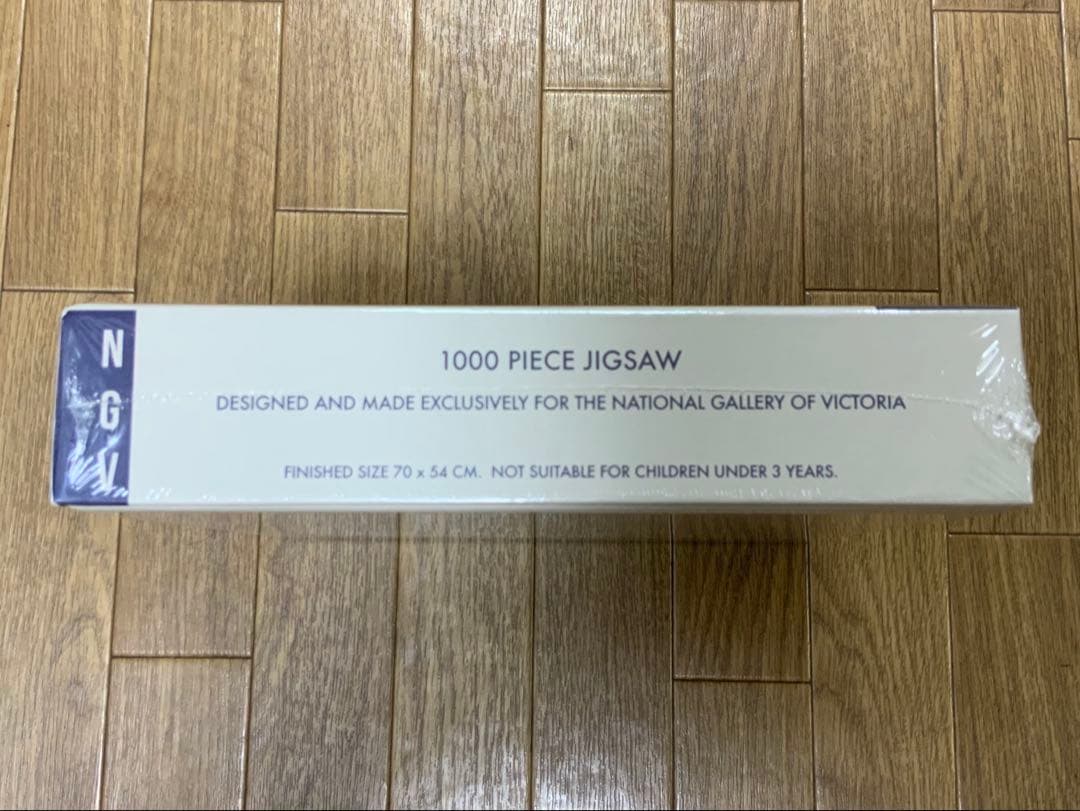 NGV
1000 PIECE JIGSAW
DESIGNED AND MADE EXCLUSIVELY FOR THE NATIONAL GALLERY OF VICTORIA
FINISHED SIZE 70 x 54 CM. NOT SUITABLE FOR CHILDREN UNDER 3 YEARS.